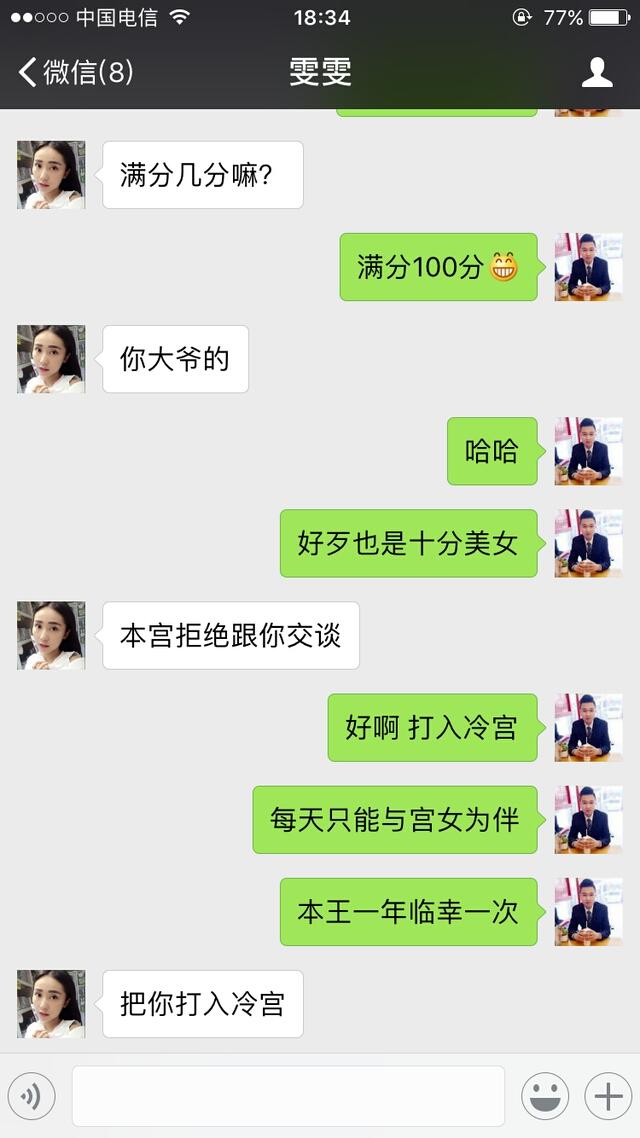 中国电信 18:34 77%
微信(8) 雯雯
满分几分嘛?
满分100分😁
你大爷的
哈哈
好歹也是十分美女
本宫拒绝跟你交谈
好啊 打入冷宫
每天只能与宫女为伴
本王一年临幸一次
把你打入冷宫